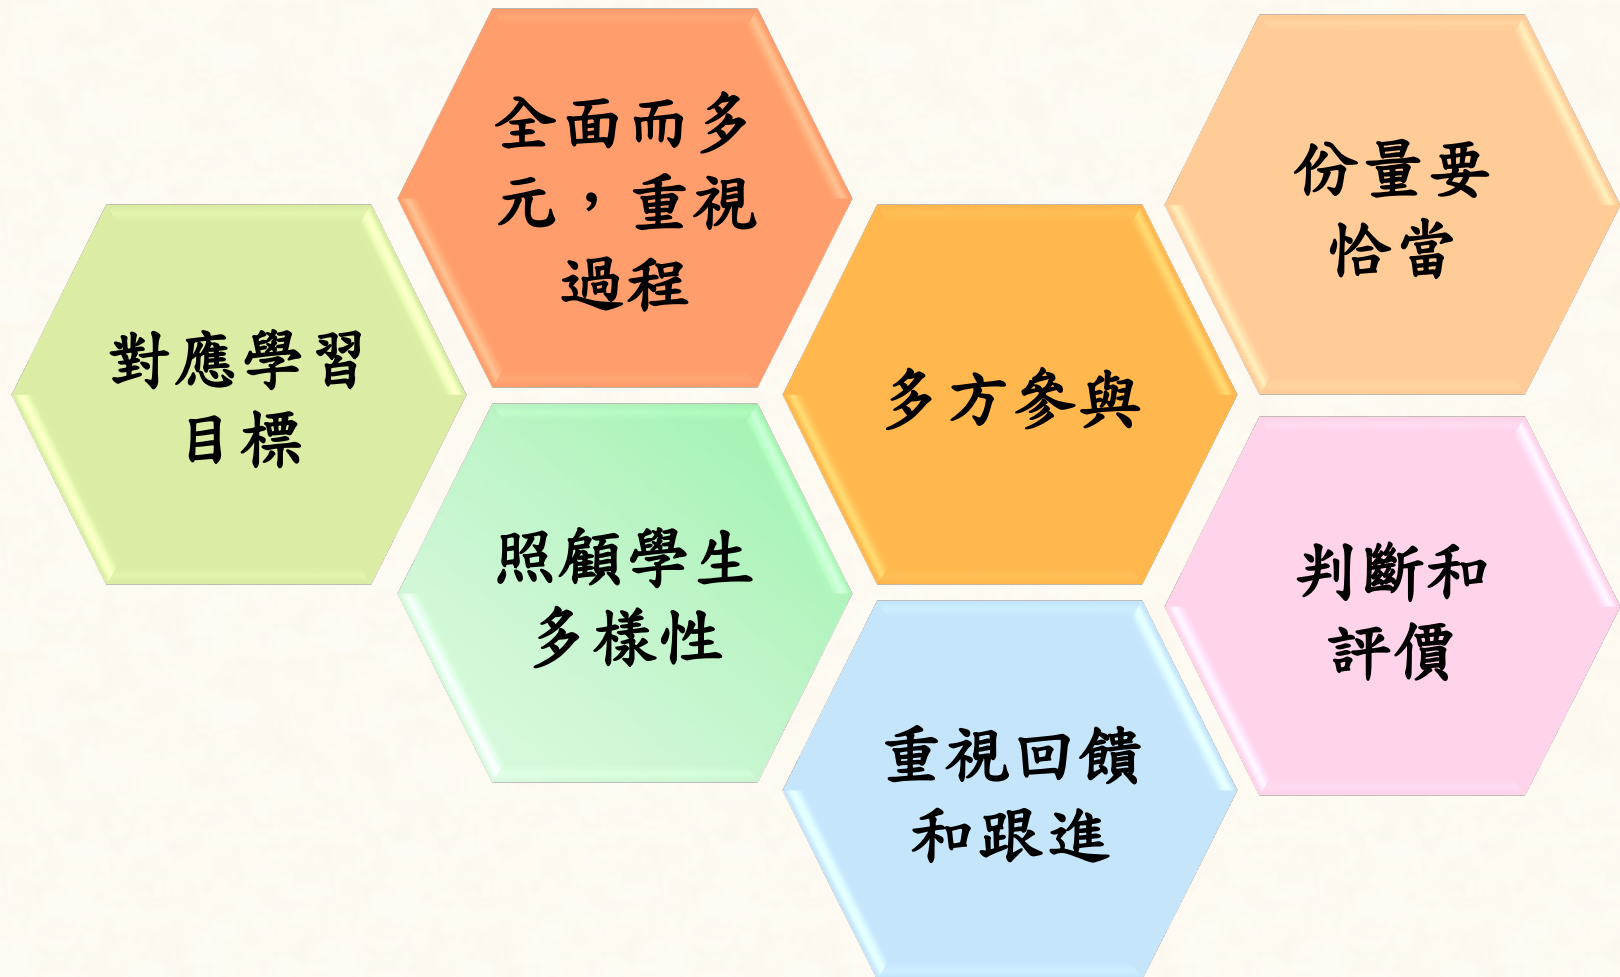 對應學習
目標
全面而多
元，重視
過程
照顧學生
多樣性
多方參與
重視回饋
和跟進
份量要
恰當
判斷和
評價